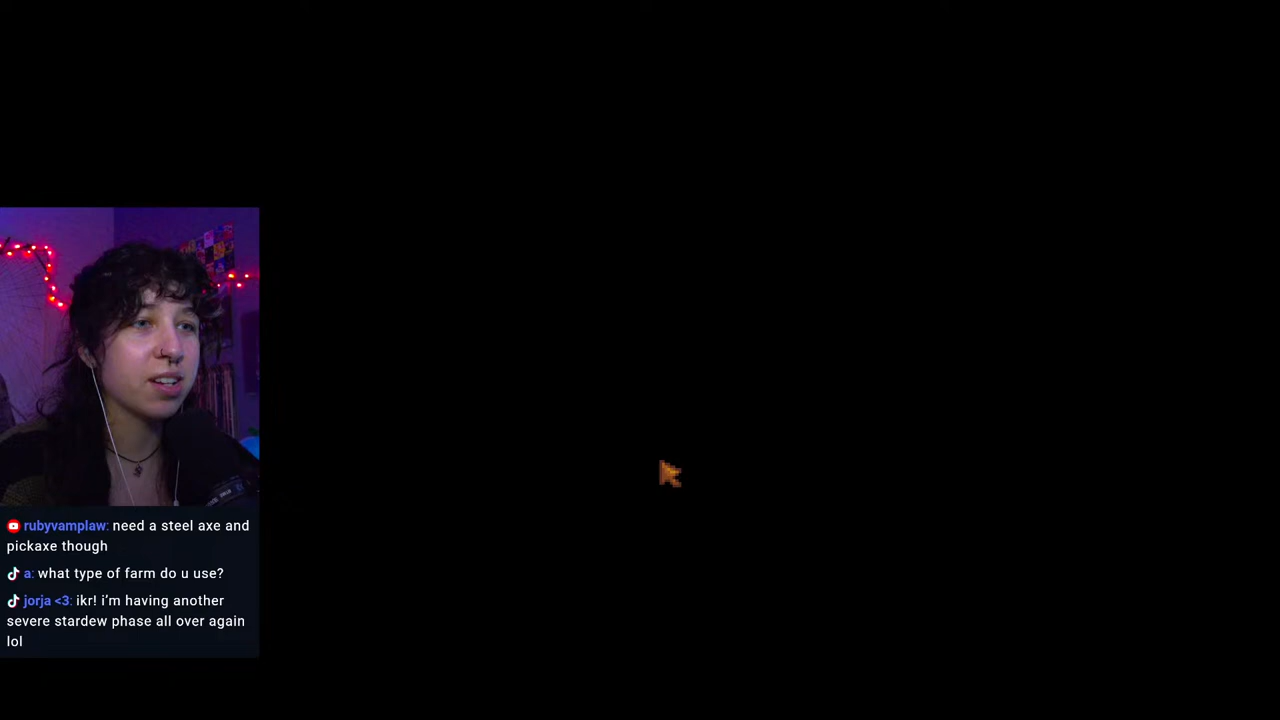 rubyvamplaw: need a steel axe and
pickaxe though
a: what type of farm do u use?
jorja <3: ikr! i’m having another
severe stardew phase all over again
lol